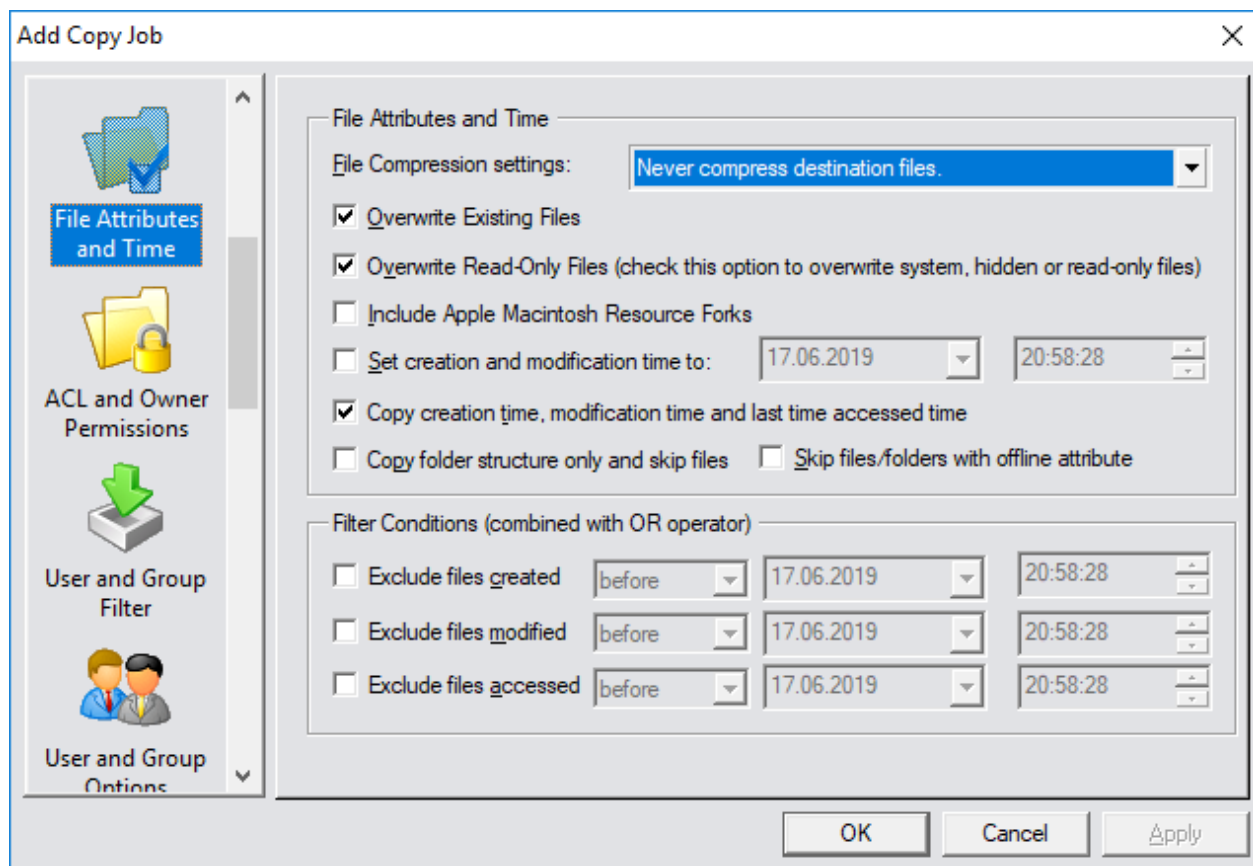 Add Copy Job
File Attributes
and Time
ACL and Owner
Permissions
User and Group
Filter
User and Group
Options
File Attributes and Time
File Compression settings: Never compress destination files.
Overwrite Existing Files
Overwrite Read-Only Files (check this option to overwrite system, hidden or read-only files)
Include Apple Macintosh Resource Forks
Set creation and modification time to: 17.06.2019 20:58:28
Copy creation time, modification time and last time accessed time
Copy folder structure only and skip files Skip files/folders with offline attribute
Filter Conditions (combined with OR operator)
Exclude files created before 17.06.2019 20:58:28
Exclude files modified before 17.06.2019 20:58:28
Exclude files accessed before 17.06.2019 20:58:28
OK Cancel Apply